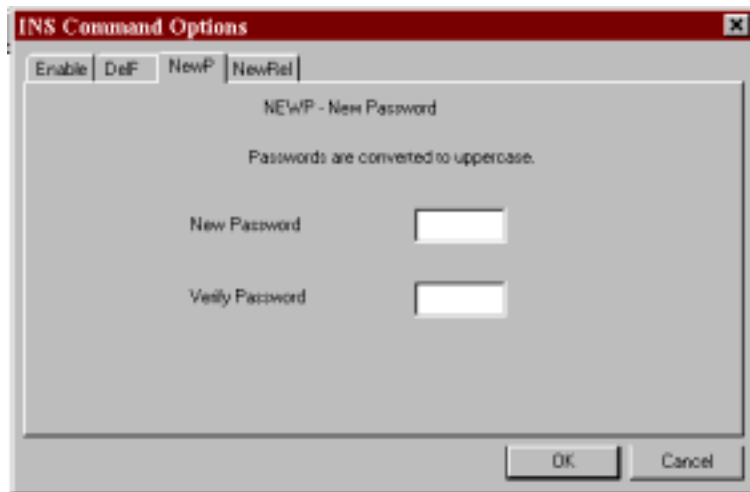 INS Command Options
Enable DelF NewP NewRel
NEWP - New Password
Passwords are converted to uppercase.
New Password
Verify Password
OK Cancel